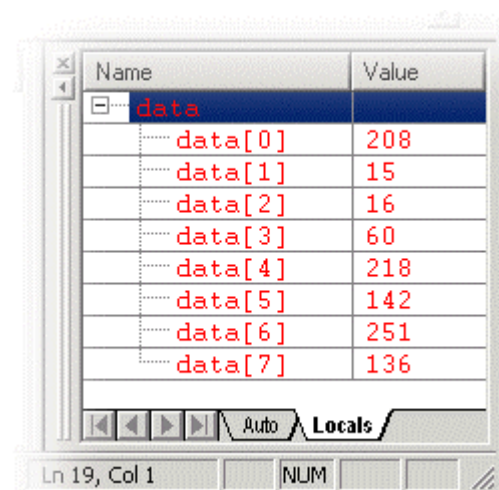 Name Value
data
data[0] 208
data[1] 15
data[2] 16
data[3] 60
data[4] 218
data[5] 142
data[6] 251
data[7] 136
Auto Locals
Ln 19, Col 1 NUM